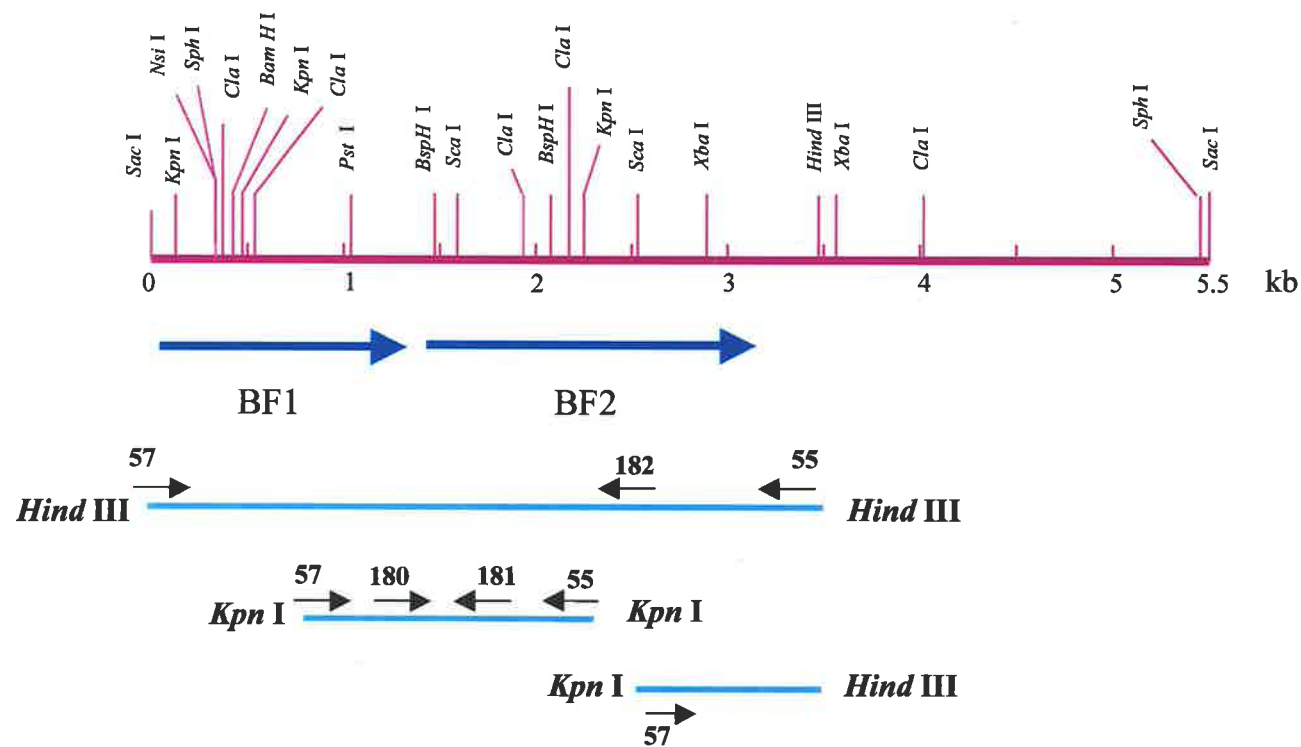 Sac I
Kpn I
Nsi I
Sph I
Cla I
Bam H I
Kpn I
Cla I
Pst I
BspH I
Sca I
Cla I
BspH I
Cla I
Kpn I
Sca I
Xba I
Hind III
Xba I
Cla I
Sph I
Sac I
0 1 2 3 4 5 5.5 kb
BF1 BF2
57 182 55
Hind III Hind III
57 180 181 55
Kpn I Kpn I
Kpn I Hind III
57